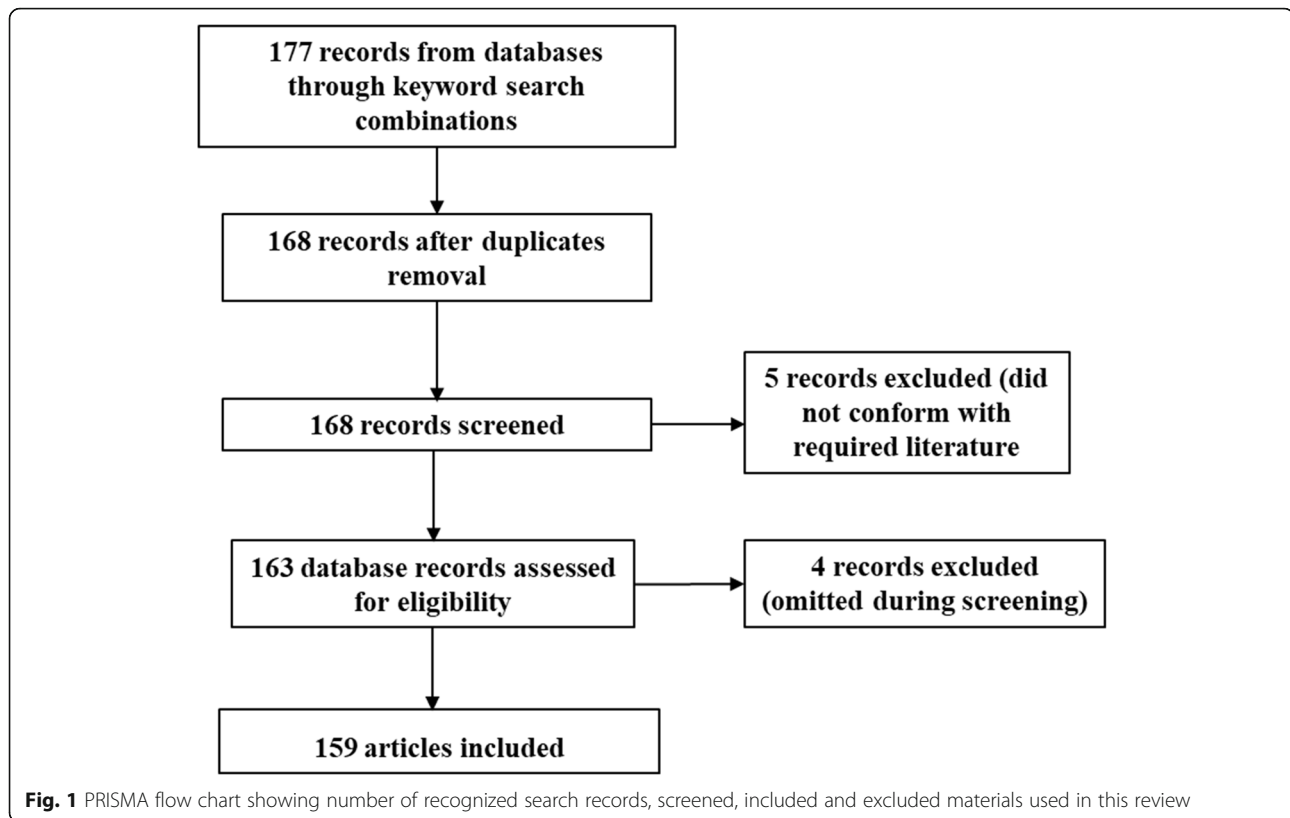 177 records from databases
through keyword search
combinations
168 records after duplicates
removal
168 records screened
5 records excluded (did
not conform with
required literature
163 database records assessed
for eligibility
4 records excluded
(omitted during screening)
159 articles included
Fig. 1 PRISMA flow chart showing number of recognized search records, screened, included and excluded materials used in this review